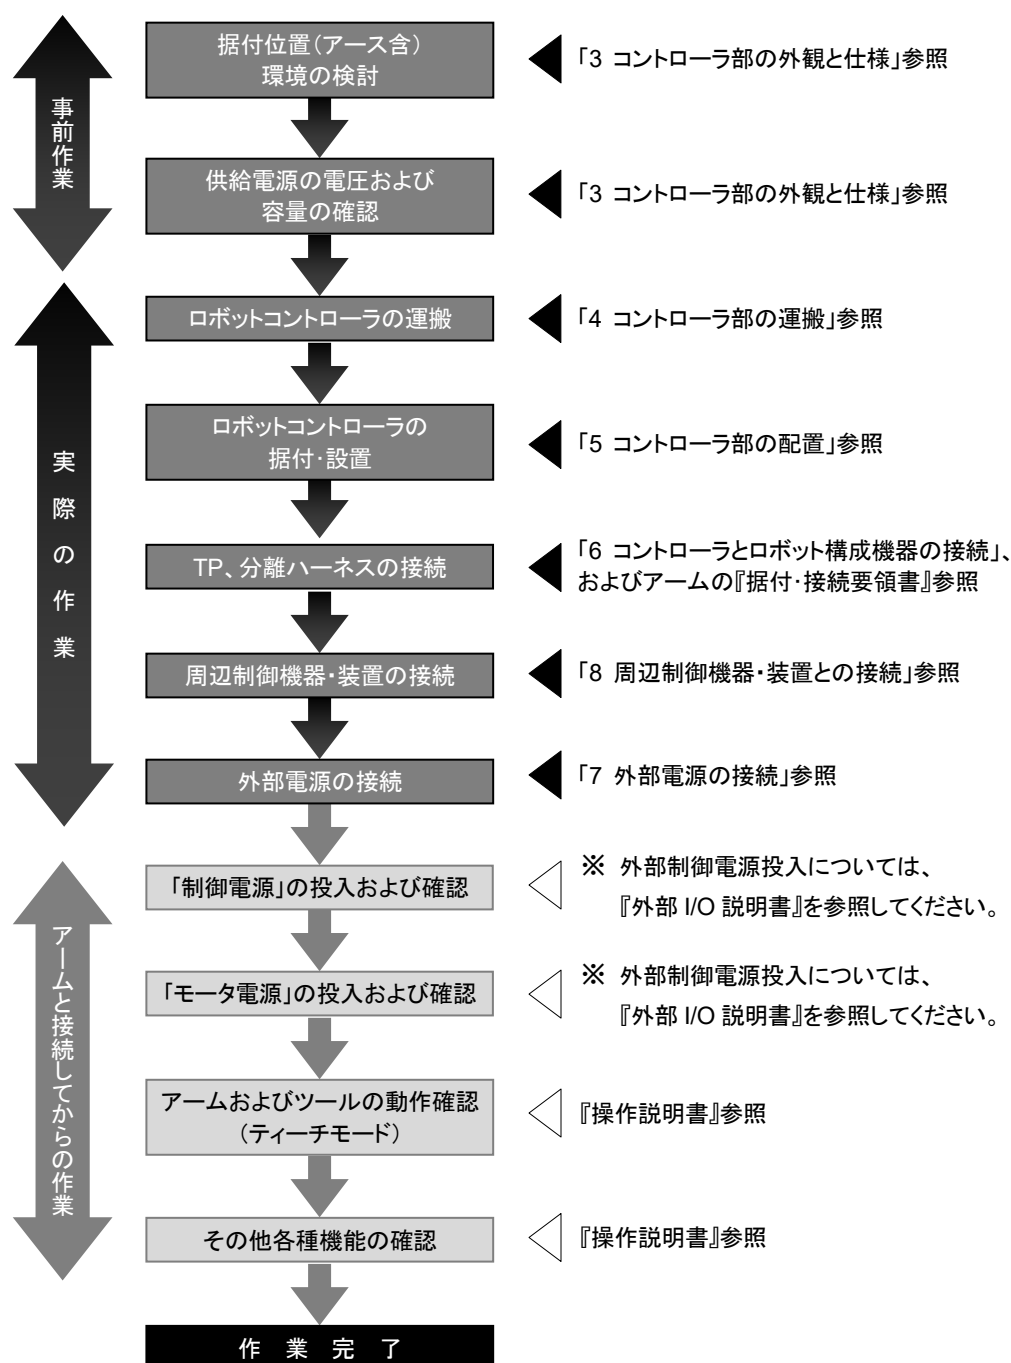 事前作業
据付位置（アース含）
環境の検討
「3 コントローラ部の外観と仕様」参照
供給電源の電圧および
容量の確認
「3 コントローラ部の外観と仕様」参照
実際の作業
ロボットコントローラの運搬
「4 コントローラ部の運搬」参照
ロボットコントローラの
据付・設置
「5 コントローラ部の配置」参照
TP、分離ハーネスの接続
「6 コントローラとロボット構成機器の接続」、
およびアームの『据付・接続要領書』参照
周辺制御機器・装置の接続
「8 周辺制御機器・装置との接続」参照
外部電源の接続
「7 外部電源の接続」参照
アームと接続してからの作業
「制御電源」の投入および確認
※ 外部制御電源投入については、
『外部 I/O 説明書』を参照してください。
「モータ電源」の投入および確認
※ 外部制御電源投入については、
『外部 I/O 説明書』を参照してください。
アームおよびツールの動作確認
（ティーチモード）
『操作説明書』参照
その他各種機能の確認
『操作説明書』参照
作 業 完 了